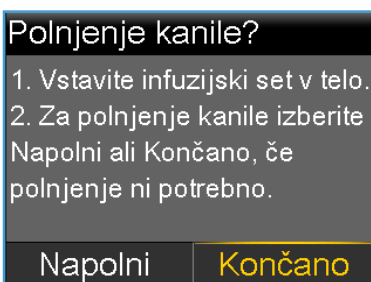 Polnjenje kanile?
1. Vstavite infuzijski set v telo.
2. Za polnjenje kanile izberite
Napolni ali Končano, če
polnjenje ni potrebno.
Napolni
Končano